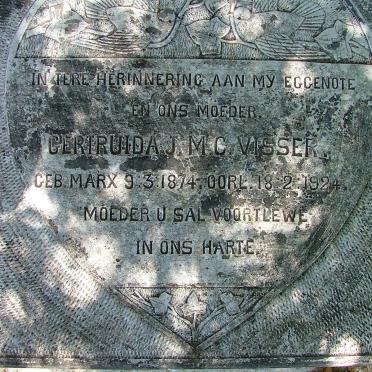 IN TERE HERINNERING AAN MY EGGENOTE
EN ONS MOEDER.
GERTRUIDA J. M. C. VISSER.
GEB. MARX 9.3.1874. OORL. 18.2.1924.
"MOEDER U SAL VOORTLEWE
IN ONS HARTE."